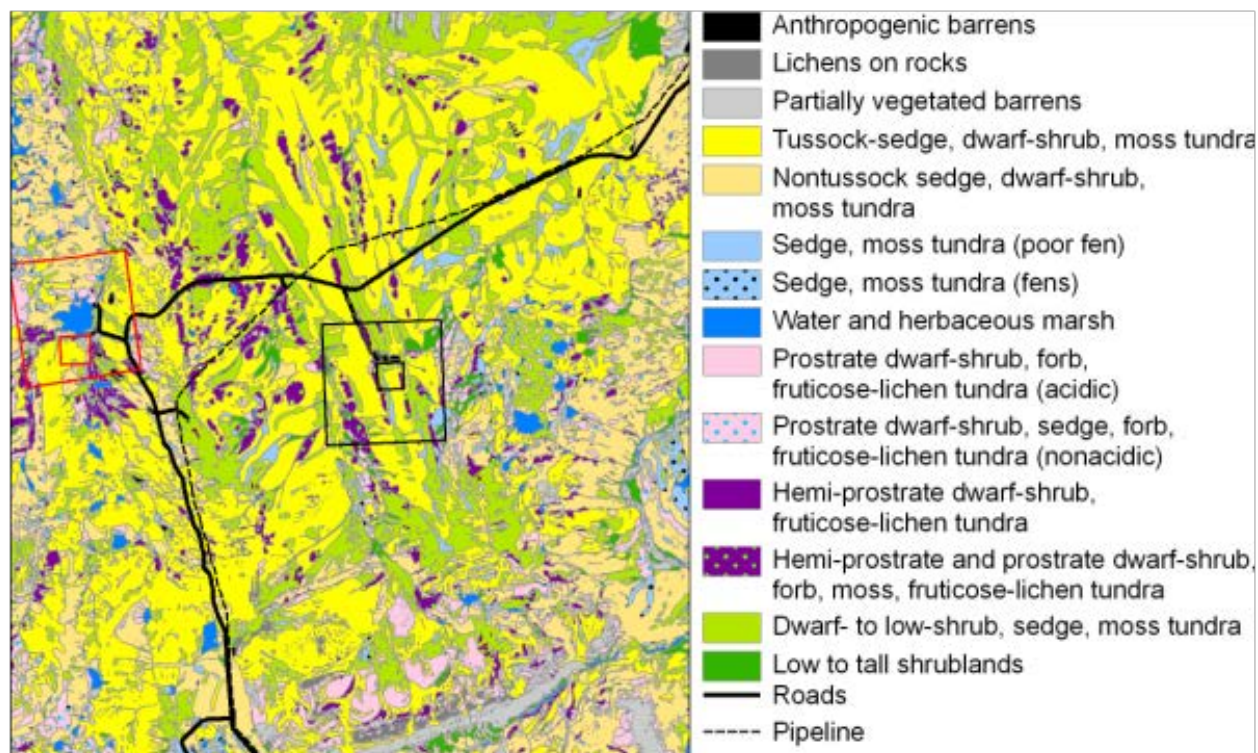 Anthropogenic barrens
Lichens on rocks
Partially vegetated barrens
Tussock-sedge, dwarf-shrub, moss tundra
Nontussock sedge, dwarf-shrub,
moss tundra
Sedge, moss tundra (poor fen)
Sedge, moss tundra (fens)
Water and herbaceous marsh
Prostrate dwarf-shrub, forb,
fruticose-lichen tundra (acidic)
Prostrate dwarf-shrub, sedge, forb,
fruticose-lichen tundra (nonacidic)
Hemi-prostrate dwarf-shrub,
fruticose-lichen tundra
Hemi-prostrate and prostrate dwarf-shrub,
forb, moss, fruticose-lichen tundra
Dwarf- to low-shrub, sedge, moss tundra
Low to tall shrublands
Roads
Pipeline